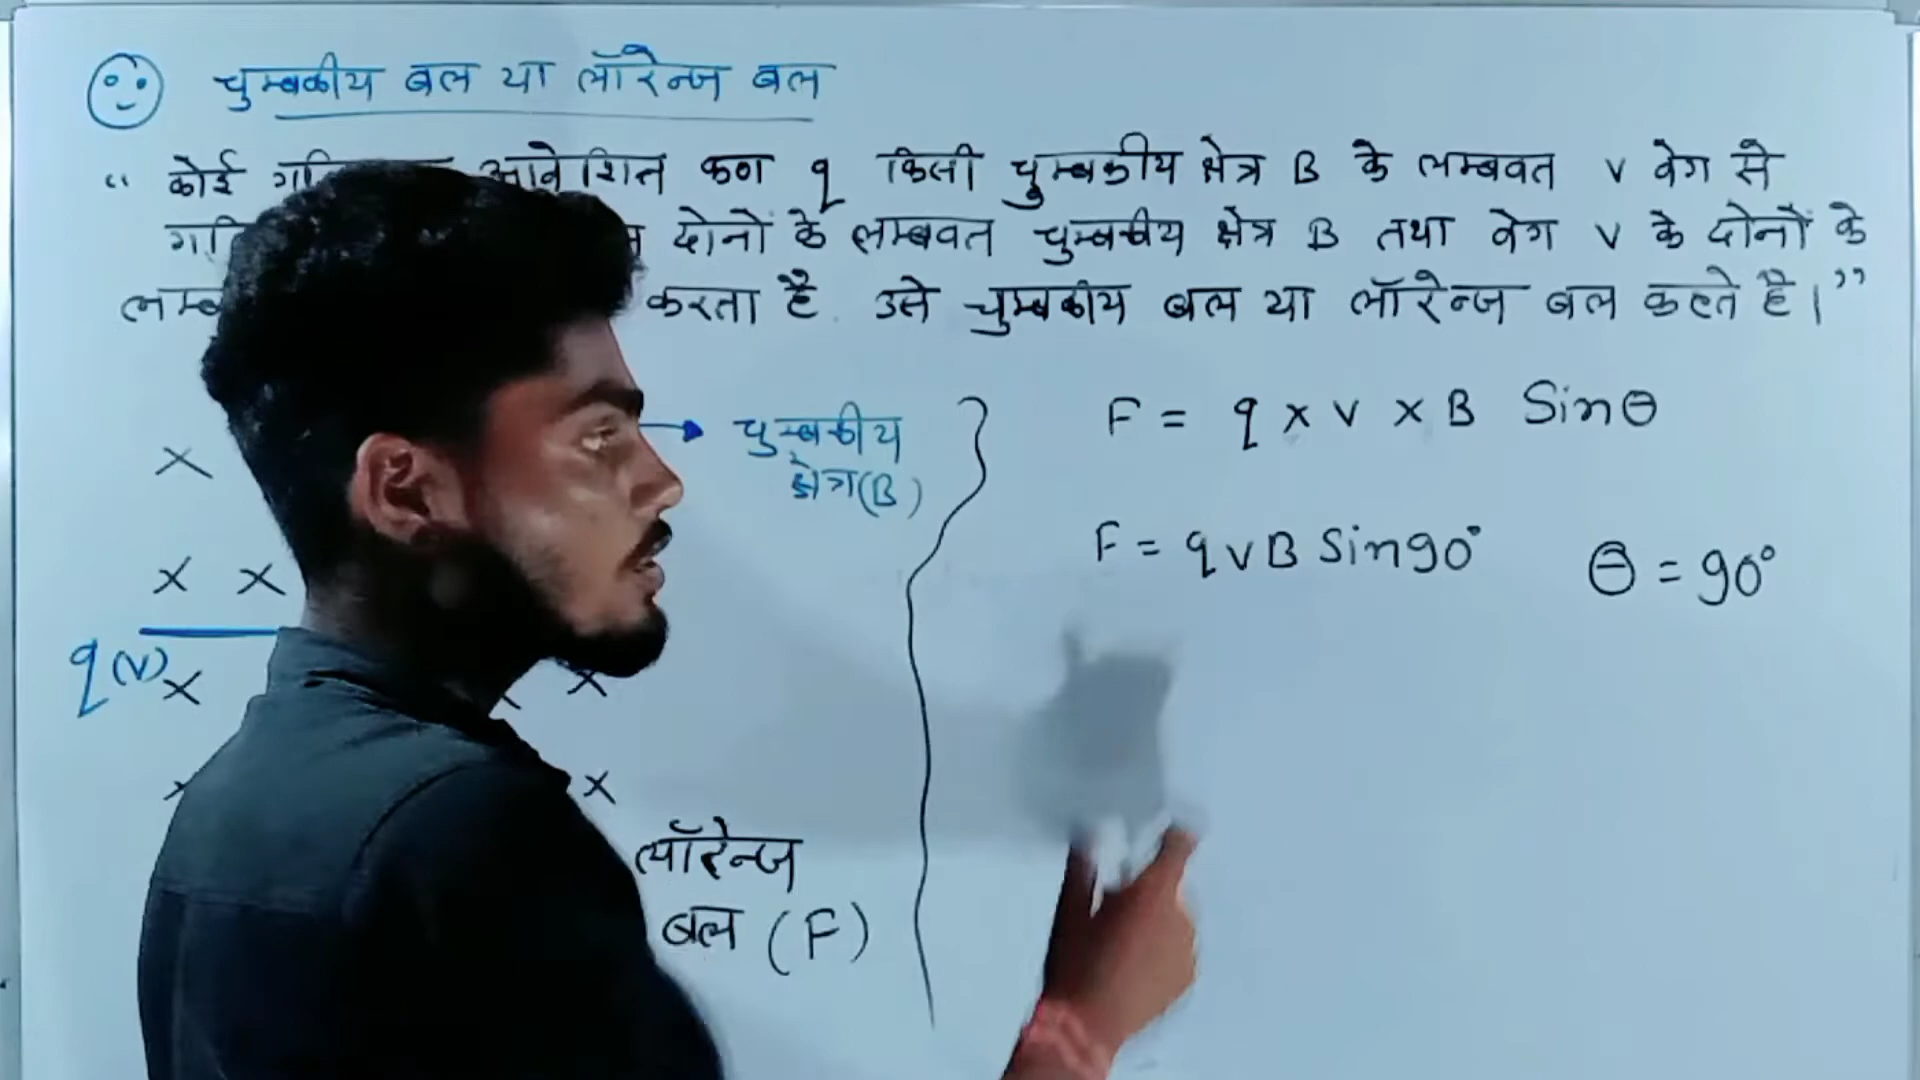 चुम्बकीय बल या लॉरेन्ज बल
“ कोई आवेशित कण q किसी चुम्बकीय क्षेत्र B के लम्बवत v वेग से
दोनों के लम्बवत चुम्बकीय क्षेत्र B तथा वेग v के दोनों के
करता है. उसे चुम्बकीय बल या लॉरेन्ज बल कहते है।”
चुम्बकीय
क्षेत्र(B)
x
x x
q(v)
x x
x x
लॉरेन्ज
बल (F)
F = q x v x B Sinθ
F = qvB Sin90°
θ = 90°